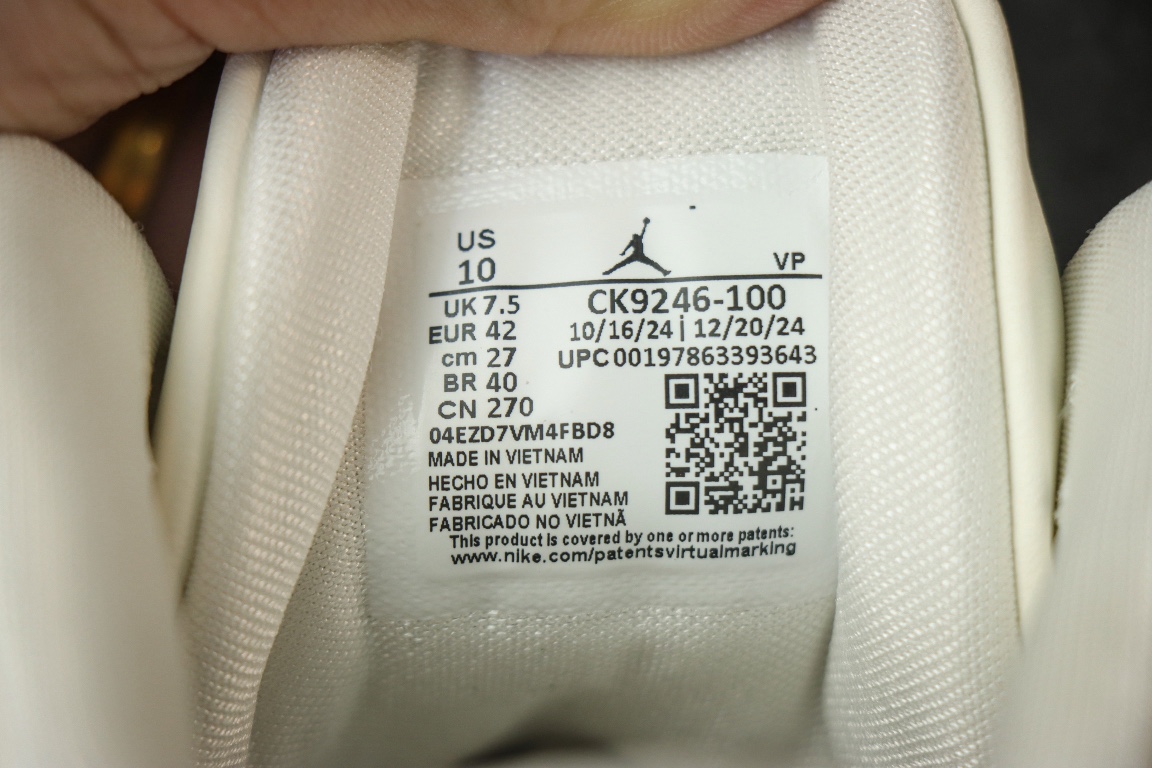 US
10
VP
UK 7.5
CK9246-100
EUR 42
10/16/24 | 12/20/24
cm 27
UPC 00197863393643
BR 40
CN 270
04EZD7VM4FBD8
MADE IN VIETNAM
HECHO EN VIETNAM
FABRIQUE AU VIETNAM
FABRICADO NO VIETNÃ
This product is covered by one or more patents:
www.nike.com/patentsvirtualmarking